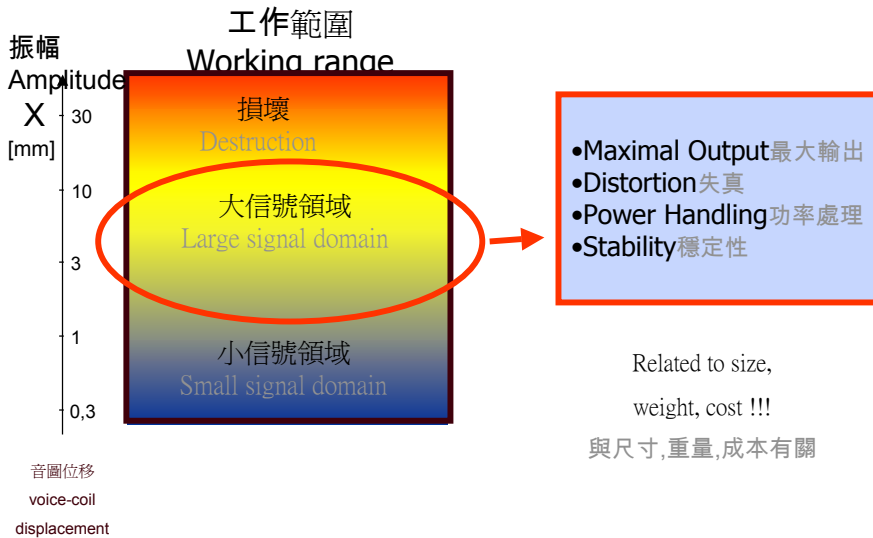 振幅
Amplitude
X
[mm]
工作範圍
Working range
30
10
3
1
0,3
損壞
Destruction
大信號領域
Large signal domain
小信號領域
Small signal domain
音圖位移
voice-coil
displacement
•Maximal Output最大輸出
•Distortion失真
•Power Handling功率處理
•Stability穩定性
Related to size,
weight, cost !!!
與尺寸,重量,成本有關